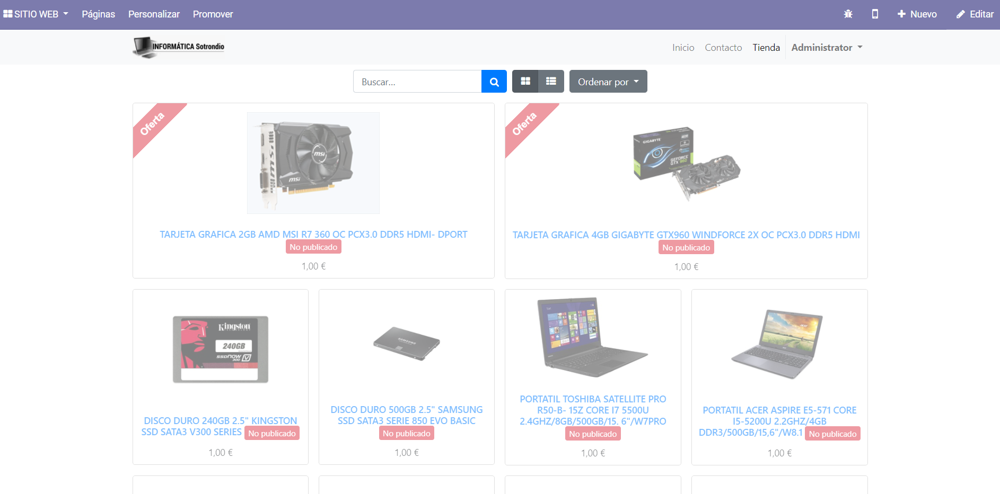 SITIO WEB Páginas Personalizar Promover Nuevo Editar
INFORMÁTICA Sotrondio Inicio Contacto Tienda Administrator
Buscar... Ordenar por
Oferta
msi
msi
msi
TARJETA GRAFICA 2GB AMD MSI R7 360 OC PCX3.0 DDR5 HDMI- DPORT
No publicado
1,00 €
Oferta
GIGABYTE
GEFORCE
GTX 960
TARJETA GRAFICA 4GB GIGABYTE GTX960 WINDFORCE 2X OC PCX3.0 DDR5 HDMI
No publicado
1,00 €
Kingston
TECHNOLOGY
240GB
SSDNOW V
300
DISCO DURO 240GB 2.5" KINGSTON
SSD SATA3 V300 SERIES No publicado
1,00 €
SAMSUNG
DISCO DURO 500GB 2.5" SAMSUNG
SSD SATA3 SERIE 850 EVO BASIC
No publicado
1,00 €
PORTATIL TOSHIBA SATELLITE PRO
R50-B- 15Z CORE I7 5500U
2.4GHZ/8GB/500GB/15. 6"/W7PRO
No publicado
1,00 €
acer
PORTATIL ACER ASPIRE E5-571 CORE
I5-5200U 2.2GHZ/4GB
DDR3/500GB/15,6"/W8.1 No publicado
1,00 €